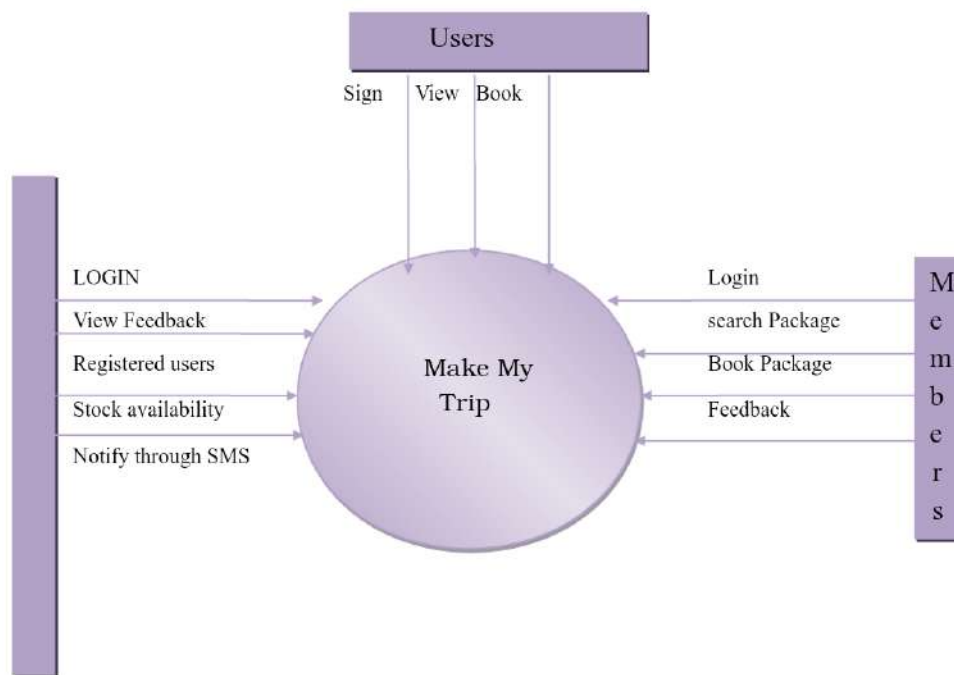 Users
Sign View Book
LOGIN
View Feedback
Registered users
Stock availability
Notify through SMS
Make My
Trip
Login
search Package
Book Package
Feedback
Members